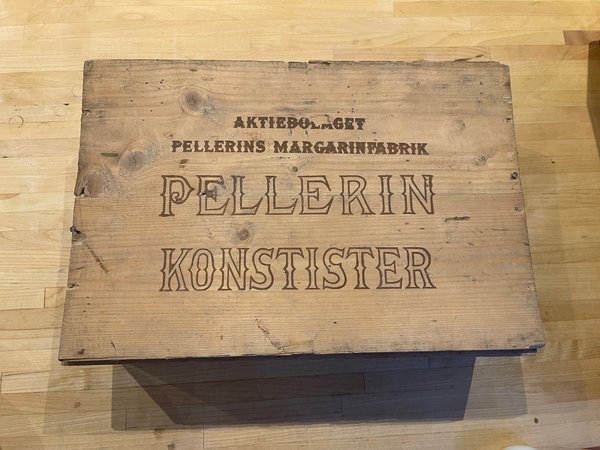 AKTIEBOLAGET
PELLERINS MARGARINFABRIK
PELLERIN
KONSTISTER